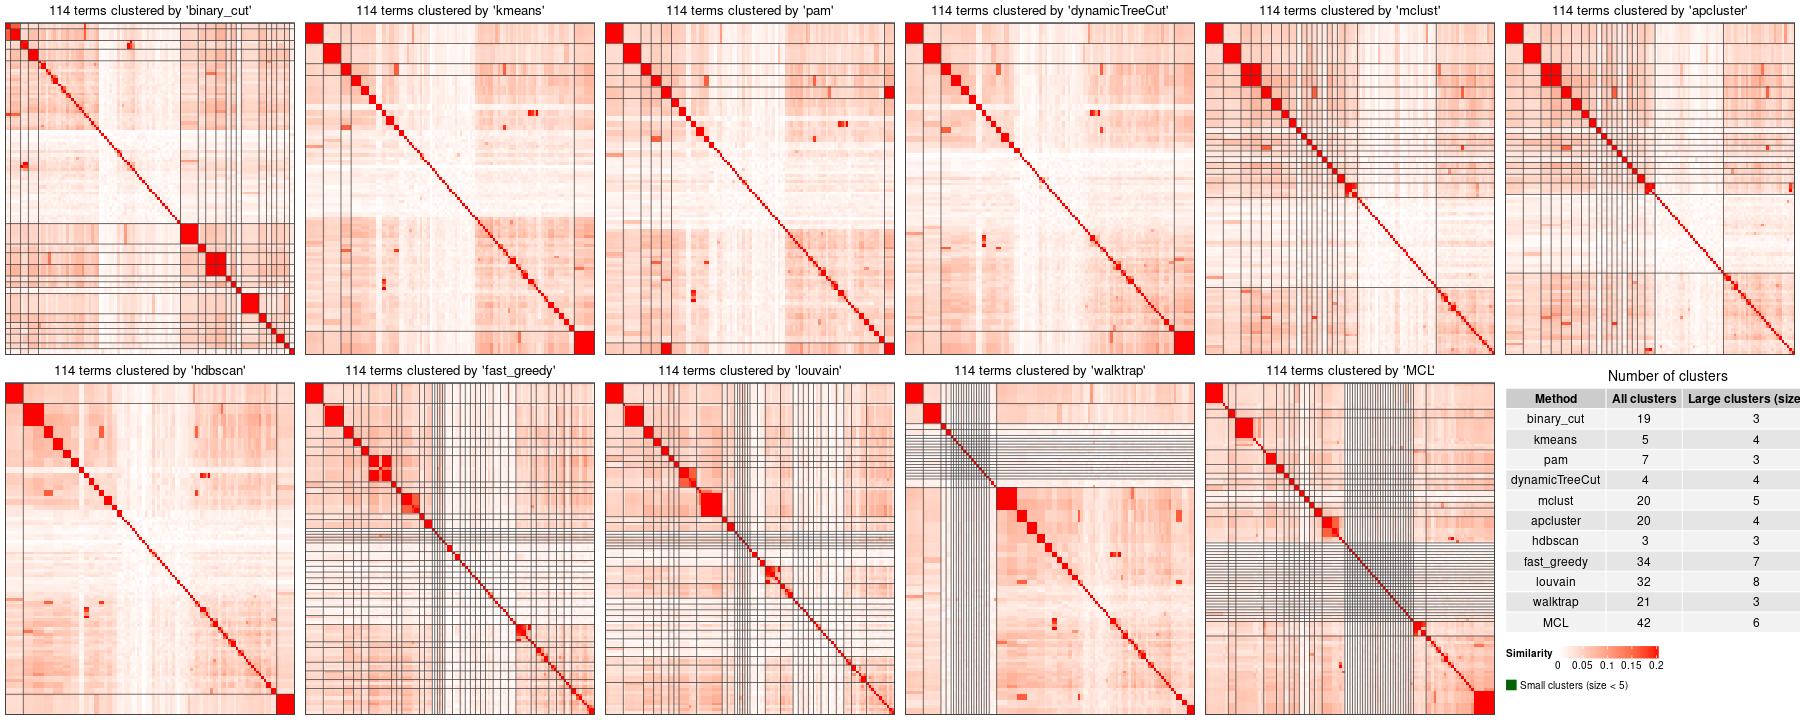 114 terms clustered by 'binary_cut'
114 terms clustered by 'kmeans'
114 terms clustered by 'pam'
114 terms clustered by 'dynamicTreeCut'
114 terms clustered by 'mclust'
114 terms clustered by 'apcluster'
114 terms clustered by 'hdbscan'
114 terms clustered by 'fast_greedy'
114 terms clustered by 'louvain'
114 terms clustered by 'walktrap'
114 terms clustered by 'MCL'
Number of clusters
Method All clusters Large clusters (size
binary_cut 19 3
kmeans 5 4
pam 7 3
dynamicTreeCut 4 4
mclust 20 5
apcluster 20 4
hdbscan 3 3
fast_greedy 34 7
louvain 32 8
walktrap 21 3
MCL 42 6
Similarity
0 0.05 0.1 0.15 0.2
Small clusters (size < 5)